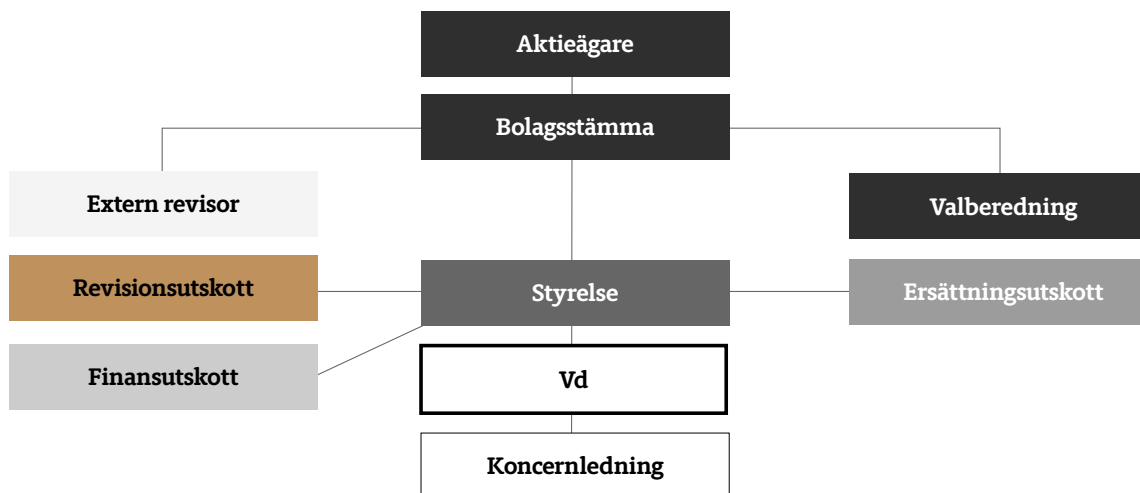 Aktieägare
Bolagsstämma
Extern revisor
Valberedning
Revisionsutskott
Styrelse
Ersättningsutskott
Finansutskott
Vd
Koncernledning